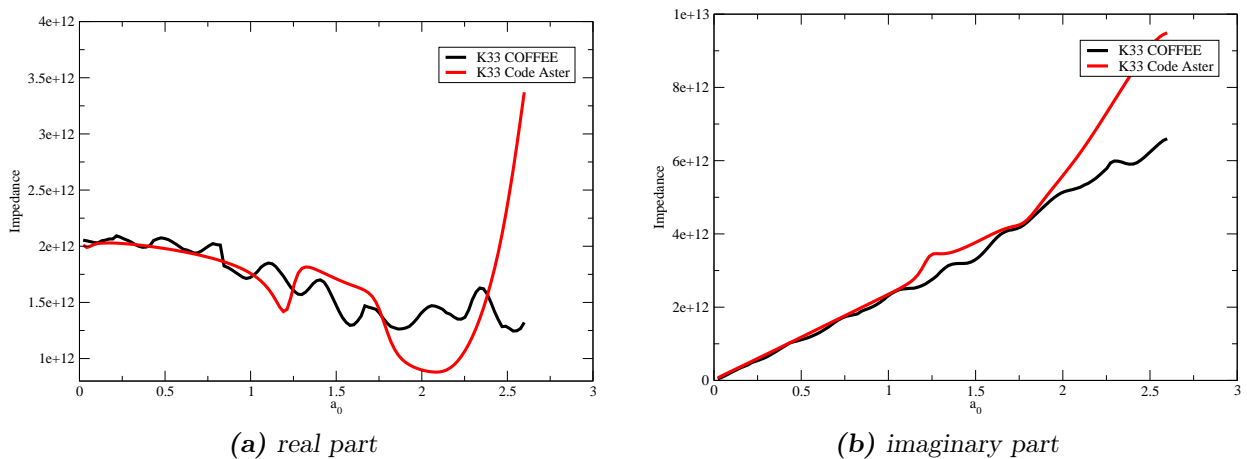 4e+12
3.5e+12
3e+12
2.5e+12
2e+12
1.5e+12
1e+12
Impedance
K33 COFFEE
K33 Code Aster
0 0.5 1 1.5 2 2.5 3
a0
(a) real part
1e+13
8e+12
6e+12
4e+12
2e+12
0
Impedance
K33 COFFEE
K33 Code Aster
0 0.5 1 1.5 2 2.5 3
a0
(b) imaginary part